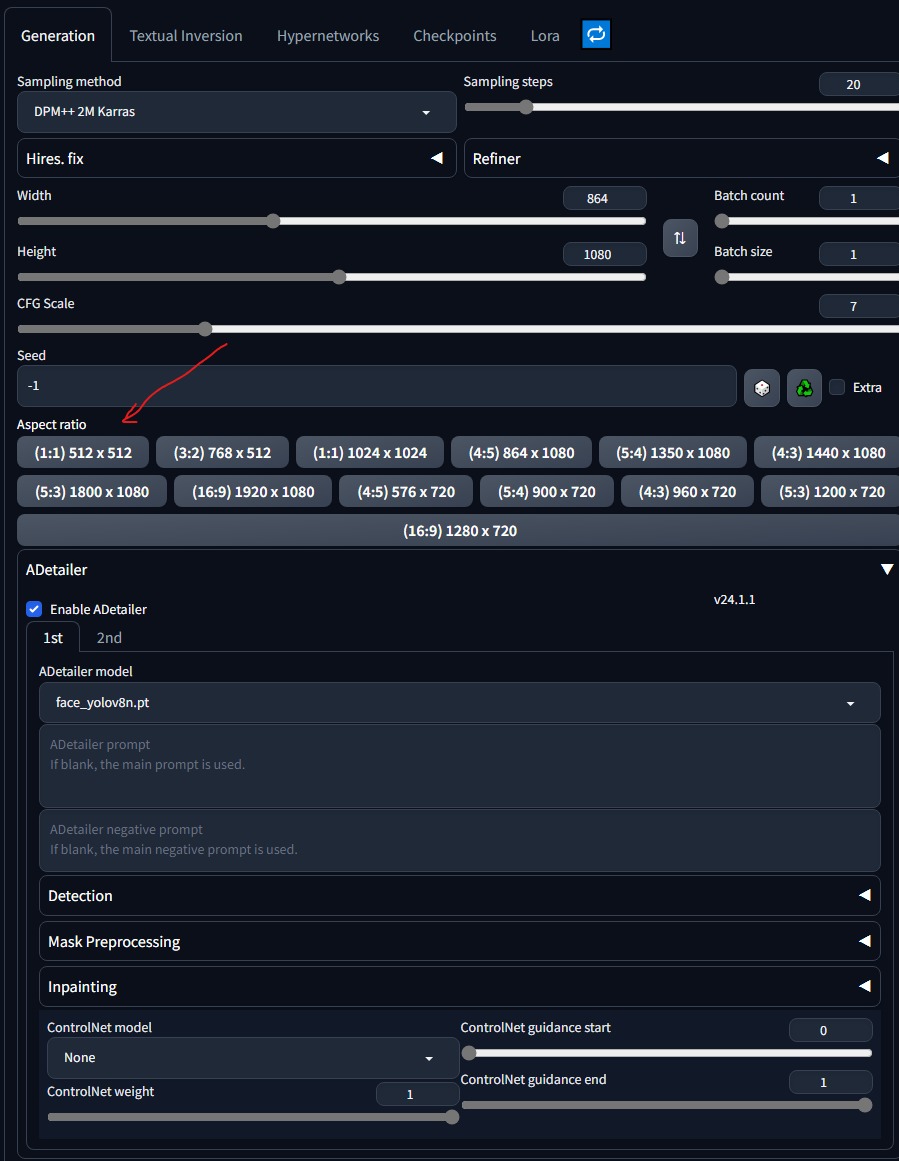 Generation Textual Inversion Hypernetworks Checkpoints Lora
Sampling method
Sampling steps
20
DPM++ 2M Karras
Hires. fix
Refiner
Width
864
Batch count
1
Height
1080
Batch size
1
CFG Scale
7
Seed
-1
Extra
Aspect ratio
(1:1) 512 x 512 (3:2) 768 x 512 (1:1) 1024 x 1024 (4:5) 864 x 1080 (5:4) 1350 x 1080 (4:3) 1440 x 1080
(5:3) 1800 x 1080 (16:9) 1920 x 1080 (4:5) 576 x 720 (5:4) 900 x 720 (4:3) 960 x 720 (5:3) 1200 x 720
(16:9) 1280 x 720
ADetailer
Enable ADetailer
v24.1.1
1st 2nd
ADetailer model
face_yolov8n.pt
ADetailer prompt
If blank, the main prompt is used.
ADetailer negative prompt
If blank, the main negative prompt is used.
Detection
Mask Preprocessing
Inpainting
ControlNet model
None
ControlNet guidance start
0
ControlNet weight
1
ControlNet guidance end
1